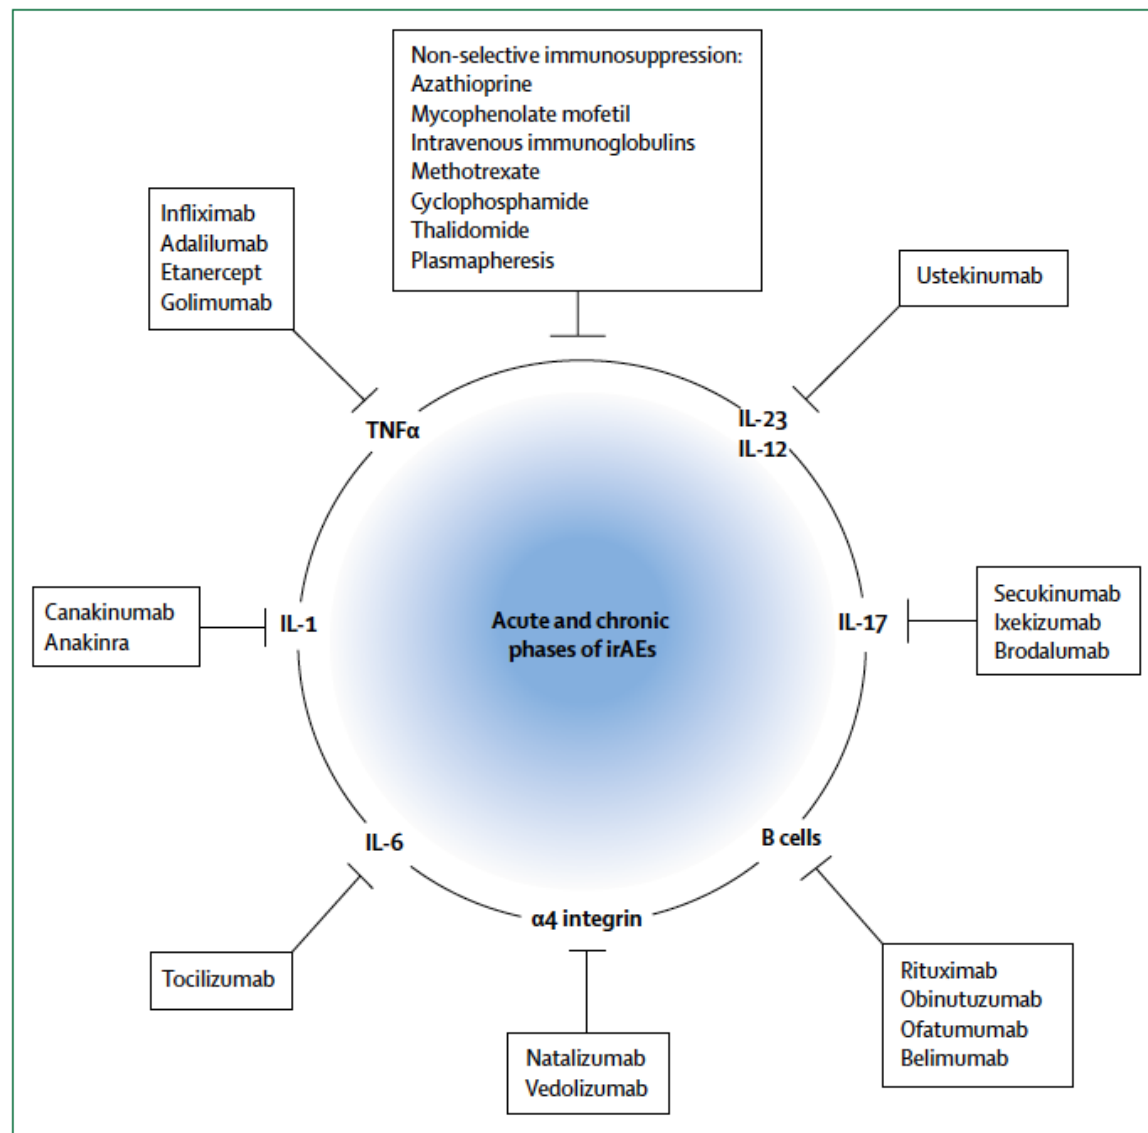 Non-selective immunosuppression:
Azathioprine
Mycophenolate mofetil
Intravenous immunoglobulins
Methotrexate
Cyclophosphamide
Thalidomide
Plasmapheresis
Infliximab
Adalilumab
Etanercept
Golimumab
Ustekinumab
TNFα
IL-23
IL-12
Canakinumab
Anakinra
IL-1
Acute and chronic
phases of irAEs
IL-17
Secukinumab
Ixekizumab
Brodalumab
IL-6
B cells
α4 integrin
Tocilizumab
Natalizumab
Vedolizumab
Rituximab
Obinutuzumab
Ofatumumab
Belimumab